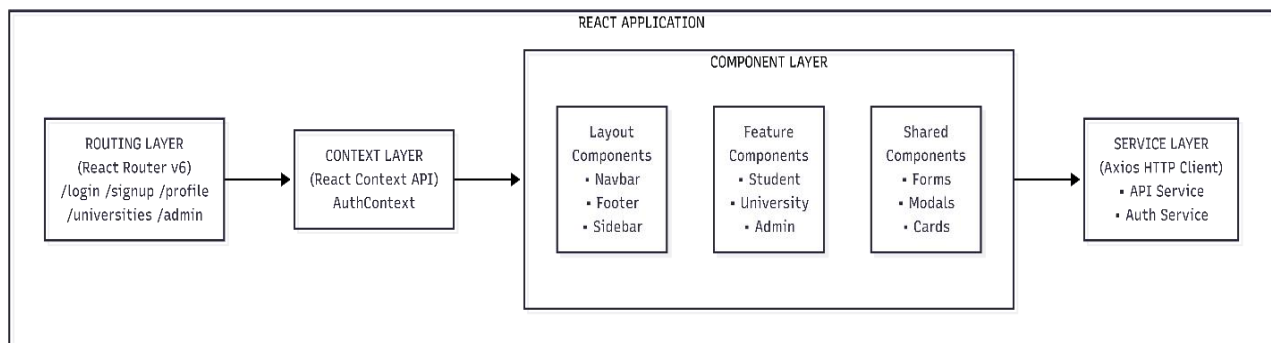 REACT APPLICATION
ROUTING LAYER
(React Router v6)
/login /signup /profile
/universities /admin
CONTEXT LAYER
(React Context API)
AuthContext
COMPONENT LAYER
Layout
Components
▪ Navbar
▪ Footer
▪ Sidebar
Feature
Components
▪ Student
▪ University
▪ Admin
Shared
Components
▪ Forms
▪ Modals
▪ Cards
SERVICE LAYER
(Axios HTTP Client)
▪ API Service
▪ Auth Service